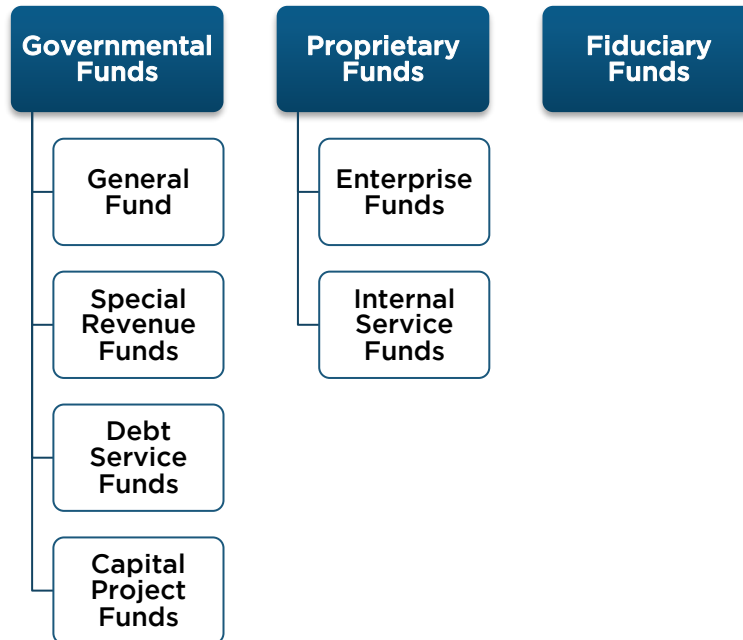 Governmental
Funds
General
Fund
Special
Revenue
Funds
Debt
Service
Funds
Capital
Project
Funds
Proprietary
Funds
Enterprise
Funds
Internal
Service
Funds
Fiduciary
Funds